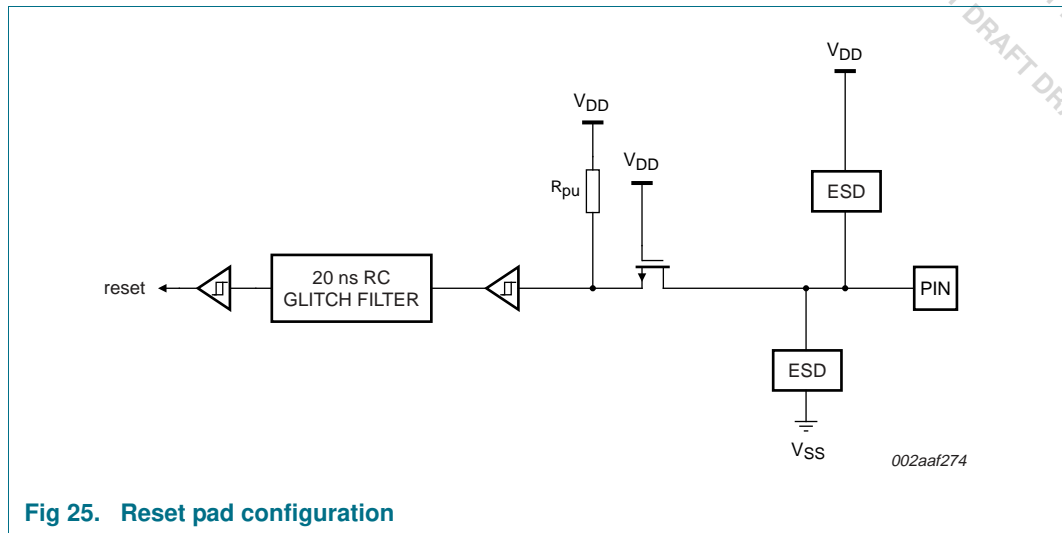 T DRAFT DRA
VDD
VDD
VDD
Rpu
ESD
reset
20 ns RC
GLITCH FILTER
PIN
ESD
VSS
002aaf274
Fig 25. Reset pad configuration